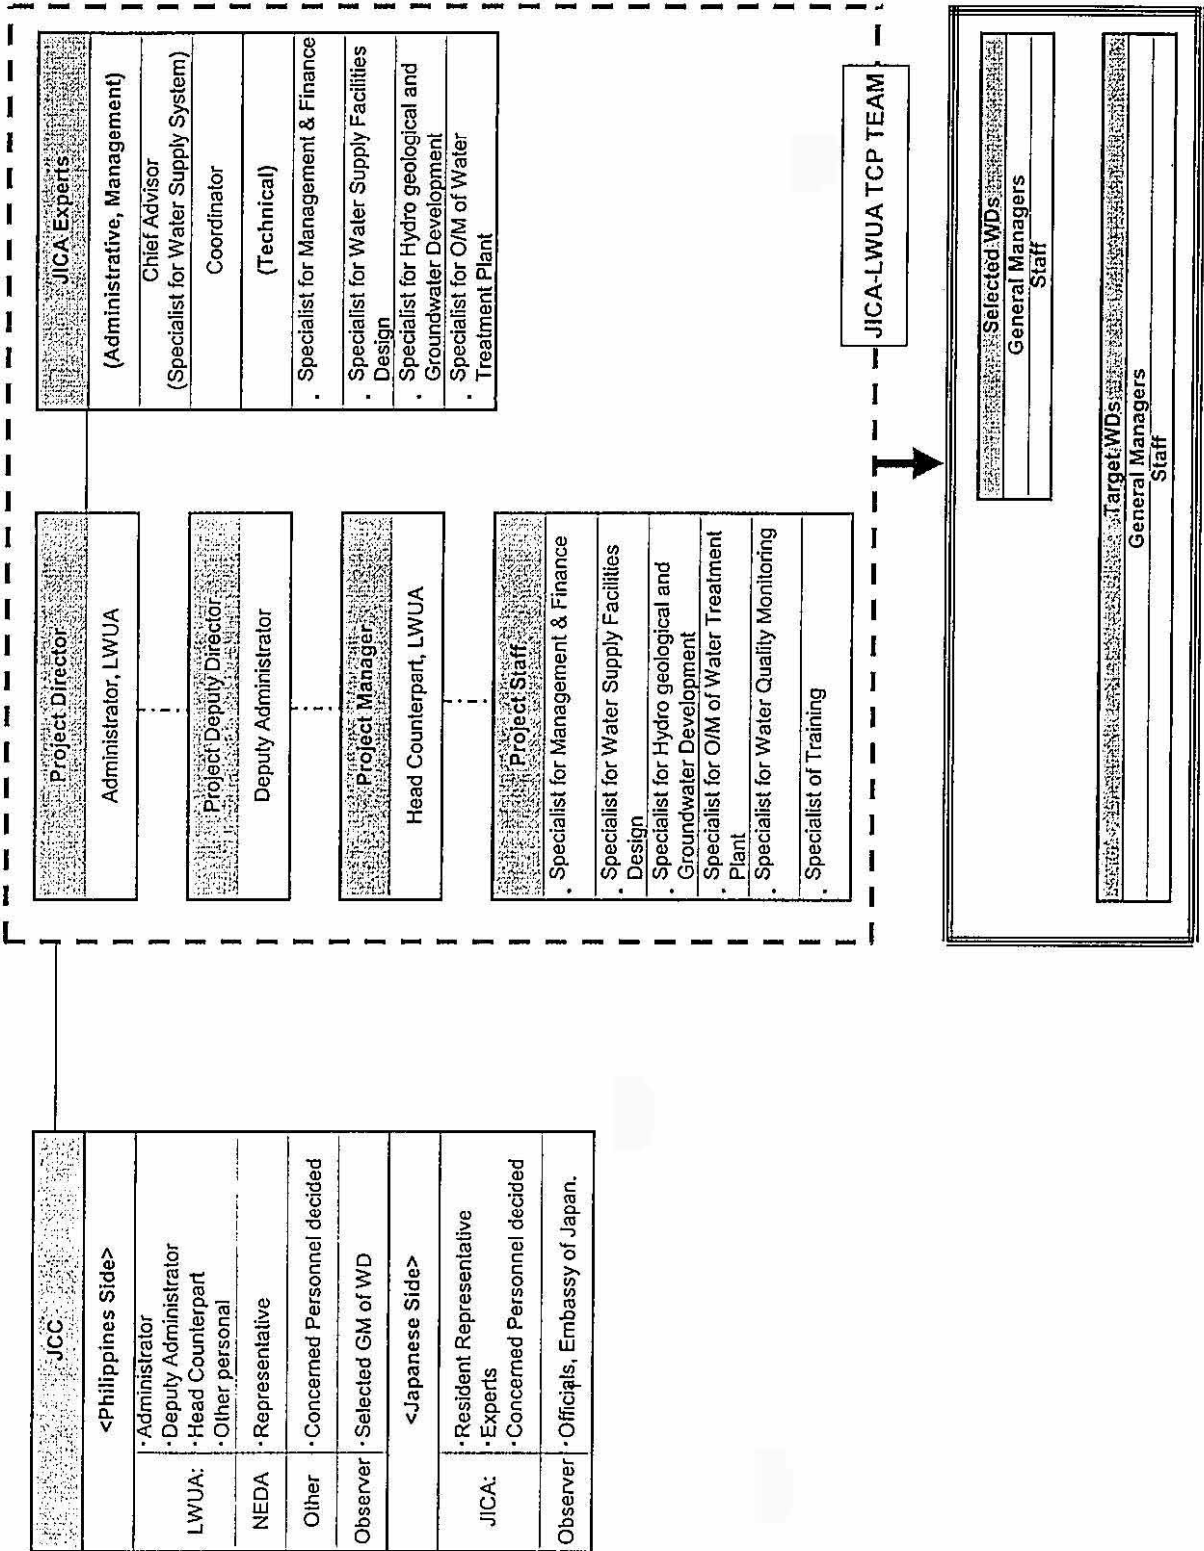 JCC
<Philippines Side>
LWUA:
·Administrator
·Deputy Administrator
·Head Counterpart
·Other personal
NEDA
·Representative
Other
·Concerned Personnel decided
Observer
·Selected GM of WD
<Japanese Side>
JICA:
·Resident Representative
·Experts
·Concerned Personnel decided
Observer
·Officials, Embassy of Japan.
Project Director
Administrator, LWUA
Project Deputy Director
Deputy Administrator
Project Manager
Head Counterpart, LWUA
Project Staff
· Specialist for Management & Finance
· Specialist for Water Supply Facilities
Design
· Specialist for Hydro geological and
Groundwater Development
· Specialist for O/M of Water Treatment
Plant
· Specialist for Water Quality Monitoring
· Specialist of Training
JICA Experts
(Administrative, Management)
Chief Advisor
(Specialist for Water Supply System)
Coordinator
(Technical)
· Specialist for Management & Finance
· Specialist for Water Supply Facilities
Design
· Specialist for Hydro geological and
Groundwater Development
· Specialist for O/M of Water
Treatment Plant
JICA-LWUA TCP TEAM
Selected WDs
General Managers
Staff
Target WDs
General Managers
Staff